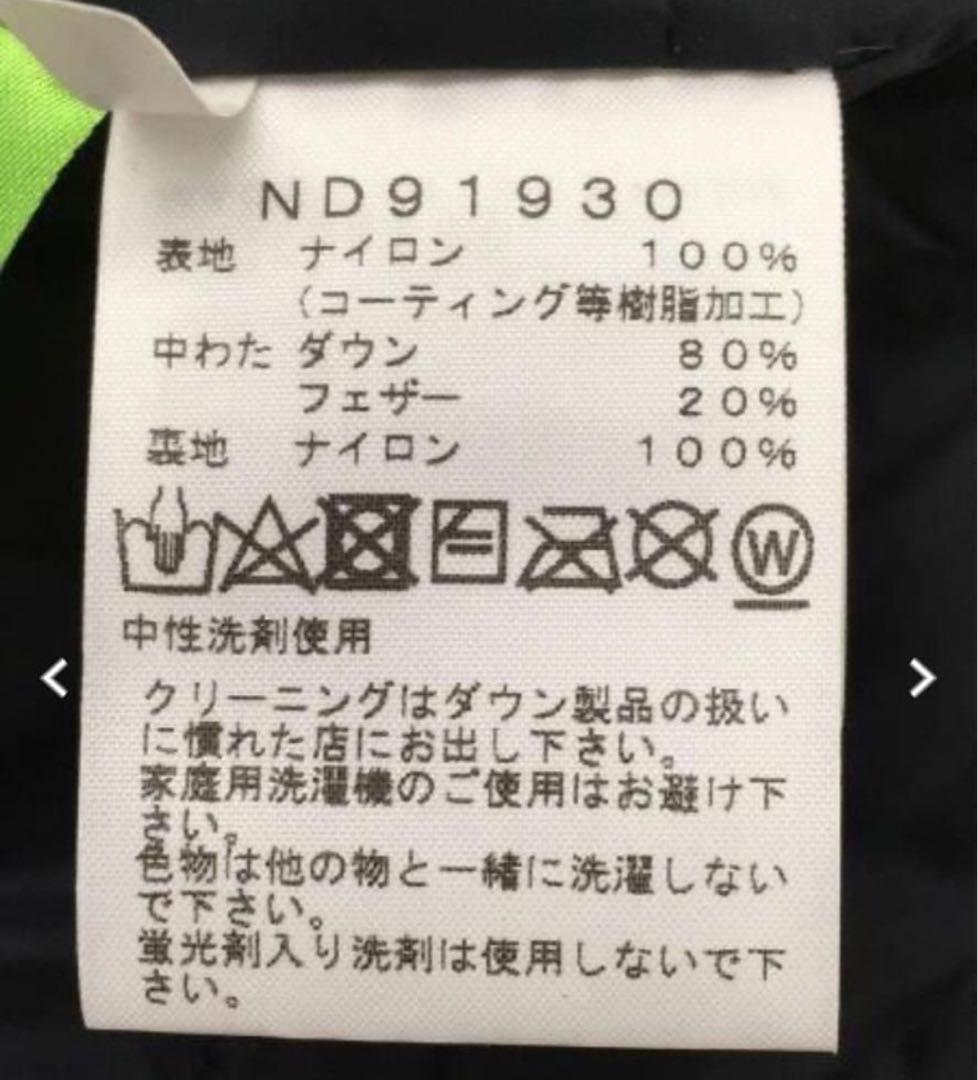 ND91930
表地 ナイロン 100%
（コーティング等樹脂加工）
中わた ダウン 80%
フェザー 20%
裏地 ナイロン 100%
W
中性洗剤使用
クリーニングはダウン製品の扱い
に慣れた店にお出し下さい。
家庭用洗濯機のご使用はお避け下
さい。
色物は他の物と一緒に洗濯しない
で下さい。
蛍光剤入り洗剤は使用しないで下
さい。